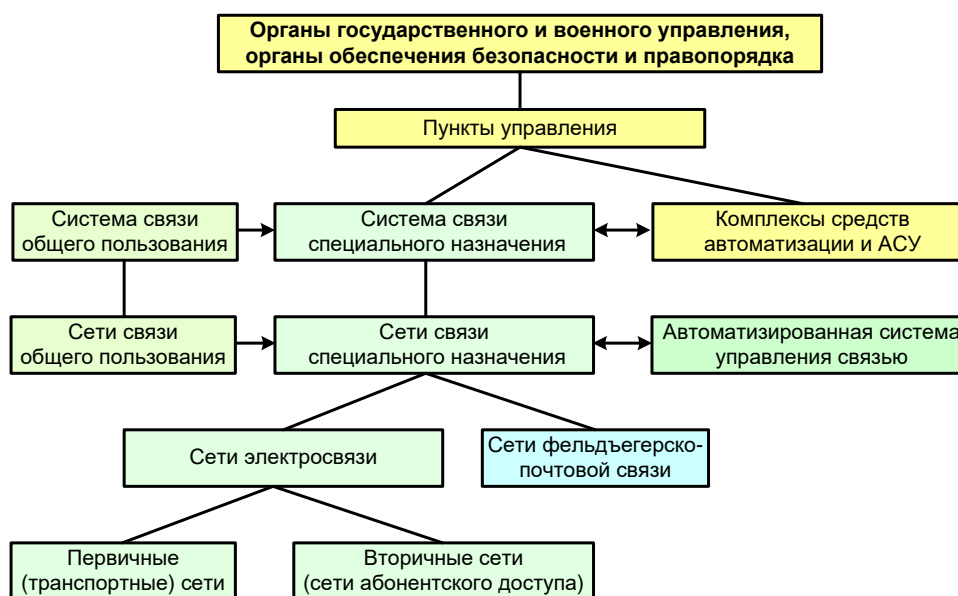 Органы государственного и военного управления,
органы обеспечения безопасности и правопорядка
Пункты управления
Система связи
общего пользования
Система связи
специального назначения
Комплексы средств
автоматизации и АСУ
Сети связи
общего пользования
Сети связи
специального назначения
Автоматизированная система
управления связью
Сети электросвязи
Сети фельдъегерско-
почтовой связи
Первичные
(транспортные) сети
Вторичные сети
(сети абонентского доступа)